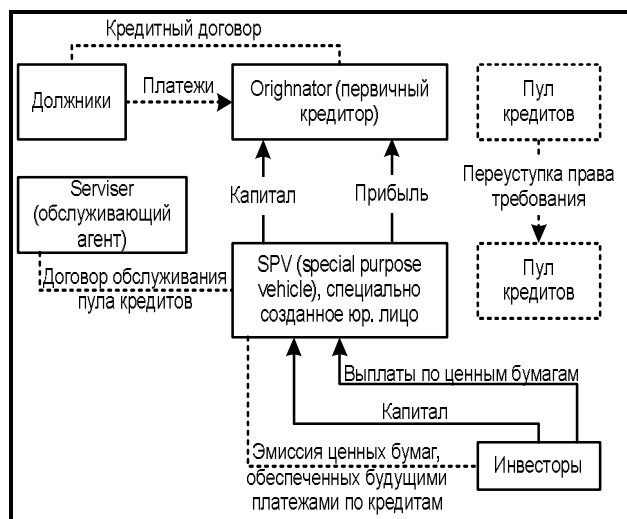 Кредитный договор
Должники
Платежи
Orighnator (первичный
кредитор)
Пул
кредитов
Serviser
(обслуживающий
агент)
Капитал
Прибыль
Переуступка права
требования
Договор обслуживания
пула кредитов
SPV (special purpose
vehicle), специально
созданное юр. лицо
Пул
кредитов
Выплаты по ценным бумагам
Капитал
Эмиссия ценных бумаг,
обеспеченных будущими
платежами по кредитам
Инвесторы